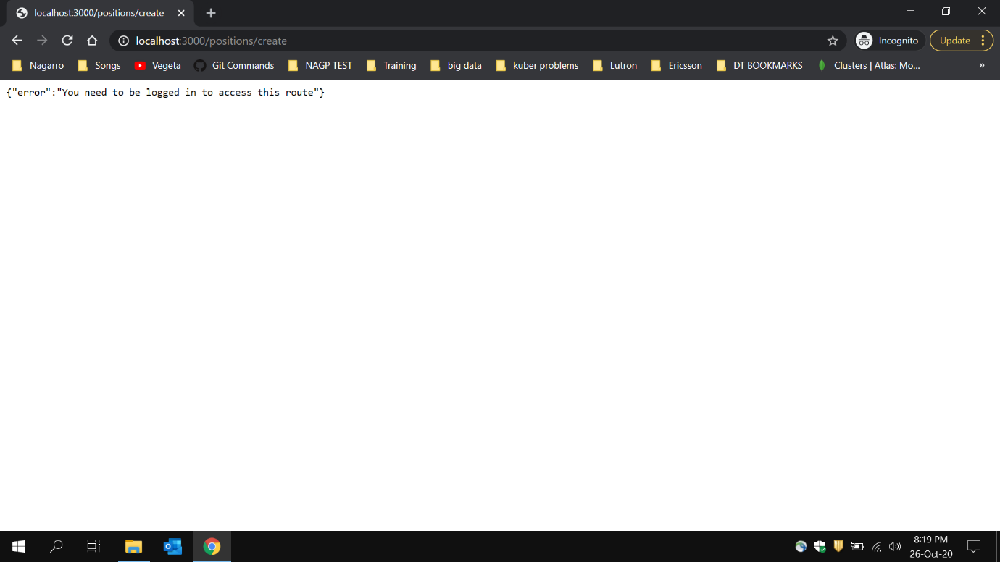 localhost:3000/positions/create
localhost:3000/positions/create
Incognito
Update
Nagarro Songs Vegeta Git Commands NAGP TEST Training big data kuber problems Lutron Ericsson DT BOOKMARKS Clusters | Atlas: Mo... »
{"error":"You need to be logged in to access this route"}
8:19 PM
26-Oct-20